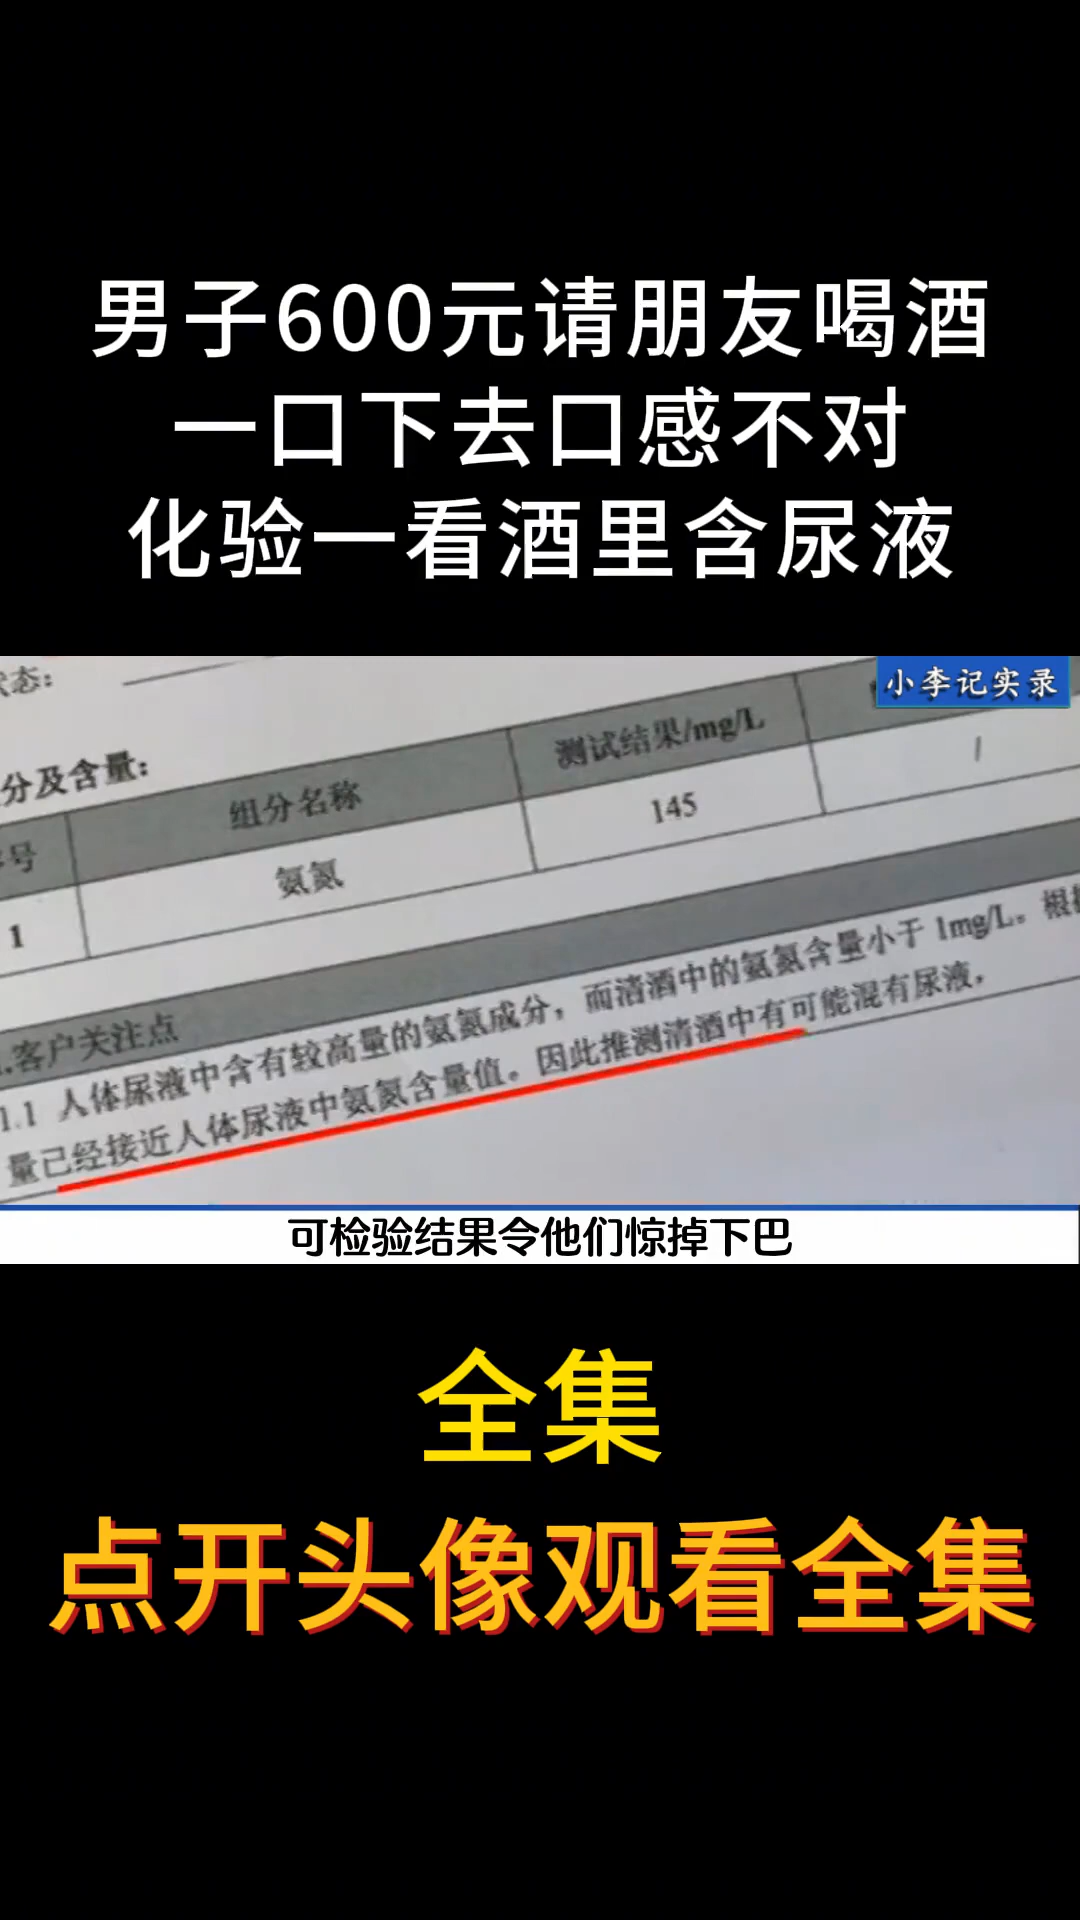 男子600元请朋友喝酒
一口下去口感不对
化验一看酒里含尿液
小李记实录
状态:
分及含量:
序号
组分名称
测试结果/mg/L
1
氨氮
145
/
1.客户关注点
1.1 人体尿液中含有较高量的氨氮成分，而清酒中的氨氮含量小于 1mg/L。根据
量已经接近人体尿液中氨氮含量值。因此推测清酒中有可能混有尿液。
可检验结果令他们惊掉下巴
全集
点开头像观看全集